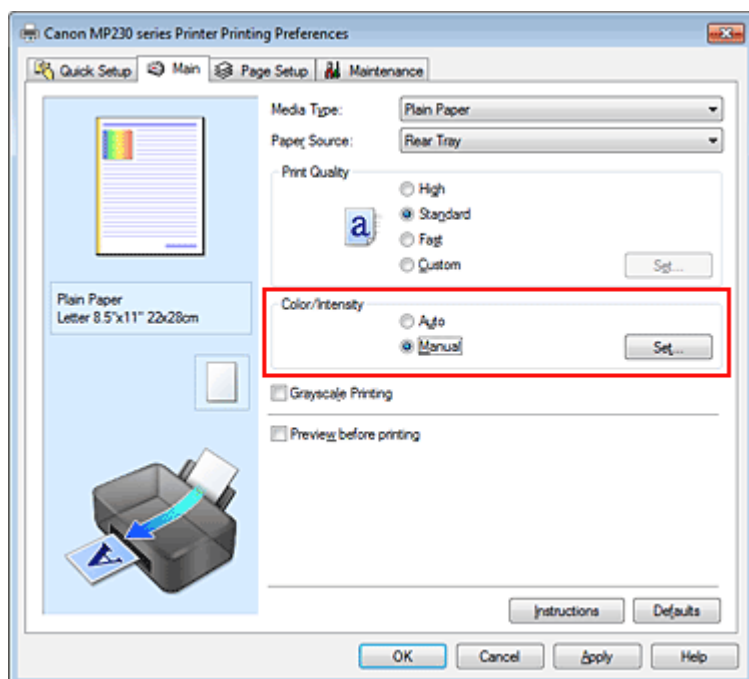 Canon MP230 series Printer Printing Preferences
Quick Setup Main Page Setup Maintenance
Media Type: Plain Paper
Paper Source: Rear Tray
Print Quality
High
Standard
Fast
Custom Set...
a
Plain Paper
Letter 8.5"x11" 22x28cm
Color/Intensity
Auto
Manual Set...
Grayscale Printing
Preview before printing
A
Instructions Defaults
OK Cancel Apply Help